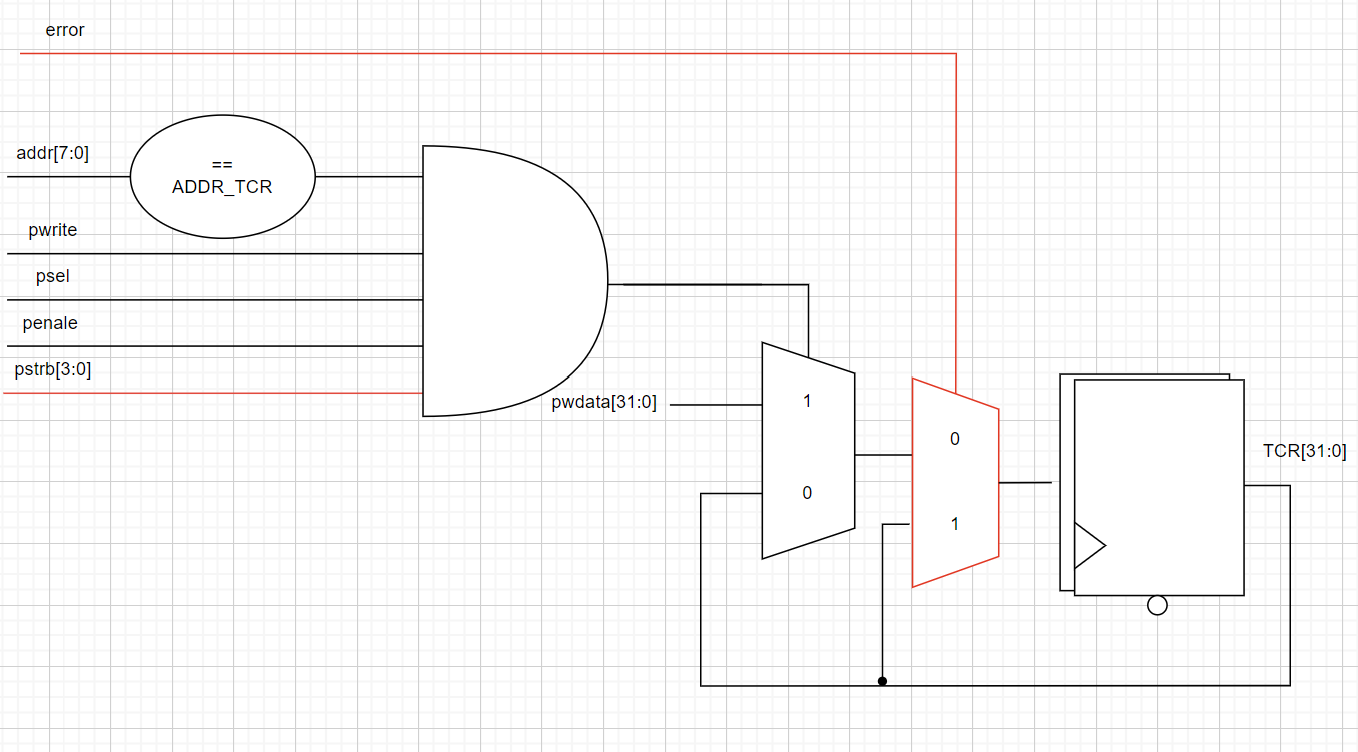 error
addr[7:0]
==
ADDR_TCR
pwrite
psel
penale
pstrb[3:0]
pwdata[31:0]
1
0
0
1
TCR[31:0]